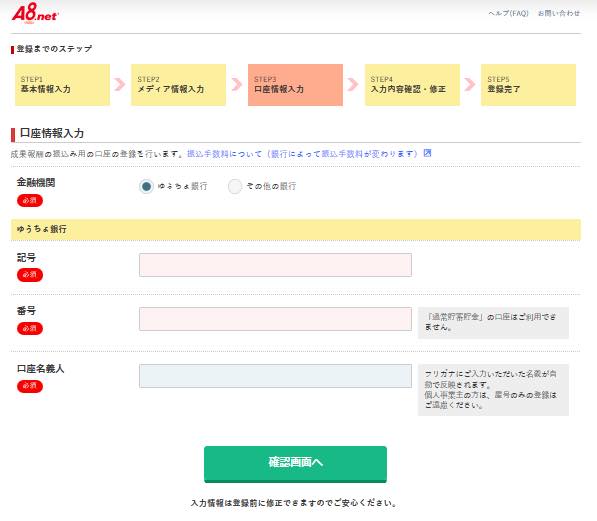 A8.net
ヘルプ(FAQ) お問い合わせ
登録までのステップ
STEP1
基本情報入力
STEP2
メディア情報入力
STEP3
口座情報入力
STEP4
入力内容確認・修正
STEP5
登録完了
口座情報入力
成果報酬の振込み用の口座の登録を行います。振込手数料について（銀行によって振込手数料が変わります）
金融機関
必須
ゆうちょ銀行 その他の銀行
ゆうちょ銀行
記号
必須
番号
必須
「通常貯蓄貯金」の口座はご利用でき
ません。
口座名義人
必須
フリガナにご入力いただいた名義が自
動で反映されます。
個人事業主の方は、屋号のみの登録は
ご遠慮ください。
確認画面へ
入力情報は登録前に修正できますのでご安心ください。